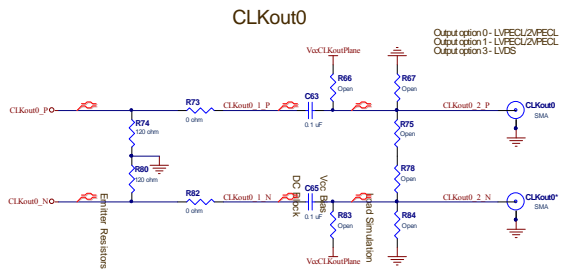 CLKout0
Output option 0 - LVPECL/2VPECL
Output option 1 - LVPECL/2VPECL
Output option 3 - LVDS
VccCLKoutPlane
R66
Open
R67
Open
CLKout0_P
R73
0 ohm
CLKout0_1_P
C63
0.1 uF
CLKout0_2_P
CLKout0
SMA
R74
120 ohm
R75
Open
R80
120 ohm
R78
Open
CLKout0_N
R82
0 ohm
CLKout0_1_N
C65
0.1 uF
CLKout0_2_N
CLKout0*
SMA
R83
Open
R84
Open
VccCLKoutPlane
Emitter Resistors
DC Block
Vcc Bias
Load Simulation